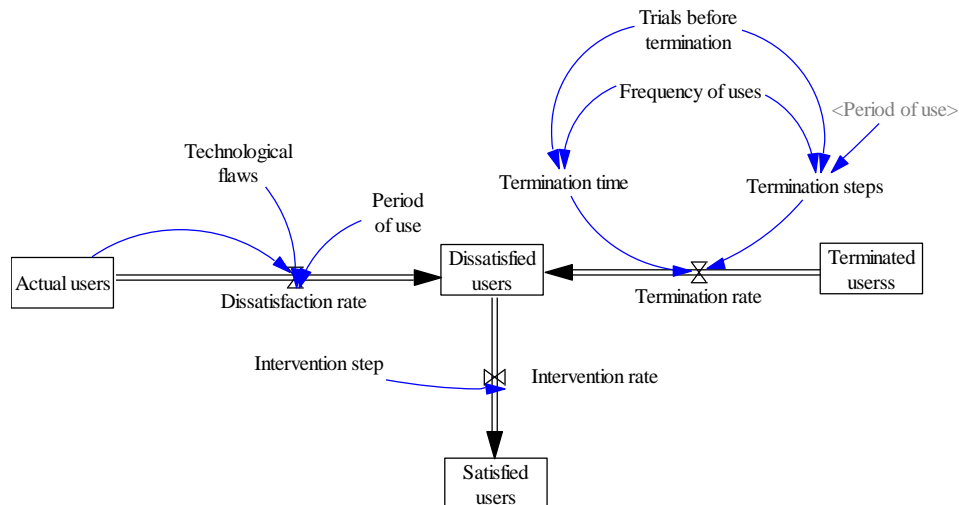 Trials before
termination
Frequency of uses
<Period of use>
Technological
flaws
Termination time
Termination steps
Period
of use
Actual users
Dissatisfied
users
Terminated
userss
Dissatisfaction rate
Termination rate
Intervention step
Intervention rate
Satisfied
users